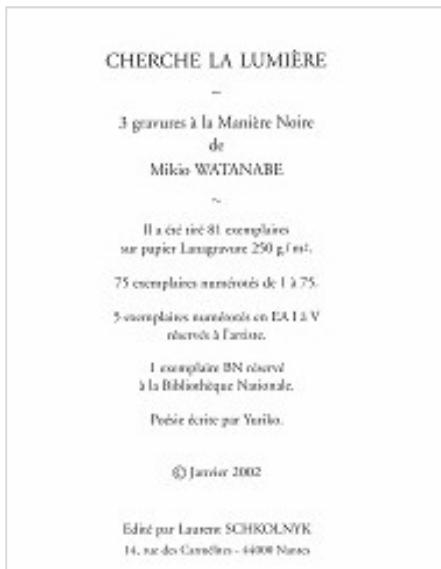 CHERCHE LA LUMIÈRE
–
3 gravures à la Manière Noire
de
Mikio WATANABE
~
Il a été tiré 81 exemplaires
sur papier Lanagravure 250 g / m².
75 exemplaires numérotés de 1 à 75.
5 exemplaires numérotés en EA I à V
réservés à l'artiste.
1 exemplaire BN réservé
à la Bibliothèque Nationale.
Poésie écrite par Yuriko.
© Janvier 2002
Edité par Laurent SCHKOLNYK
14, rue des Carmélites - 44000 Nantes